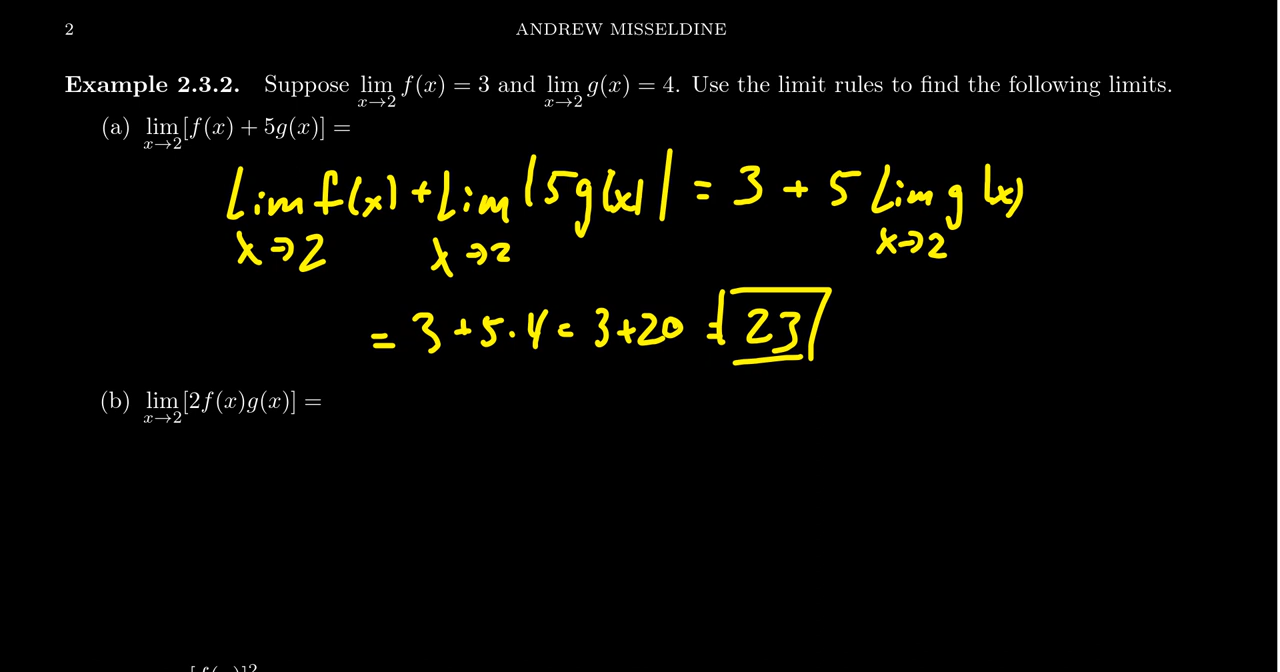 2 ANDREW MISSELDINE
Example 2.3.2. Suppose lim f(x) = 3 and lim g(x) = 4. Use the limit rules to find the following limits.
x→2 x→2
(a) lim [f(x) + 5g(x)] =
x→2
Lim f(x) + Lim [5g(x)] = 3 + 5 Lim g(x)
x→2 x→2 x→2
= 3 + 5·4 = 3+20 = 23
(b) lim [2f(x)g(x)] =
x→2
[f(x)]2